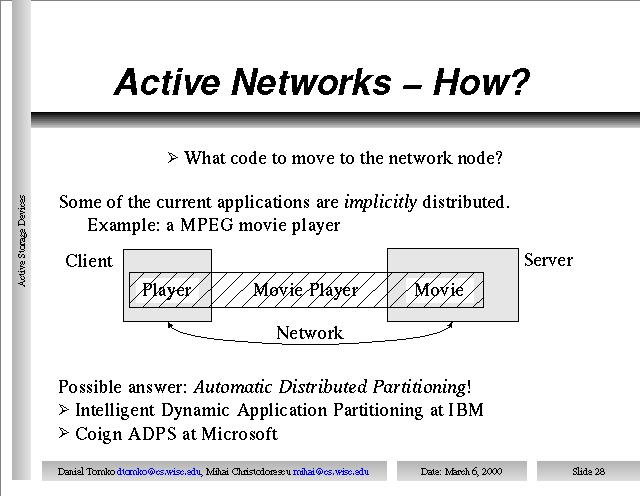 Active Networks – How?
➢ What code to move to the network node?
Some of the current applications are implicitly distributed.
Example: a MPEG movie player
Client
Server
Player
Movie Player
Movie
Network
Possible answer: Automatic Distributed Partitioning!
➢ Intelligent Dynamic Application Partitioning at IBM
➢ Coign ADPS at Microsoft
Active Storage Devices
Daniel Tomko dtomko@cs.wisc.edu, Mihai Christodorescu mihai@cs.wisc.edu
Date: March 6, 2000
Slide 28